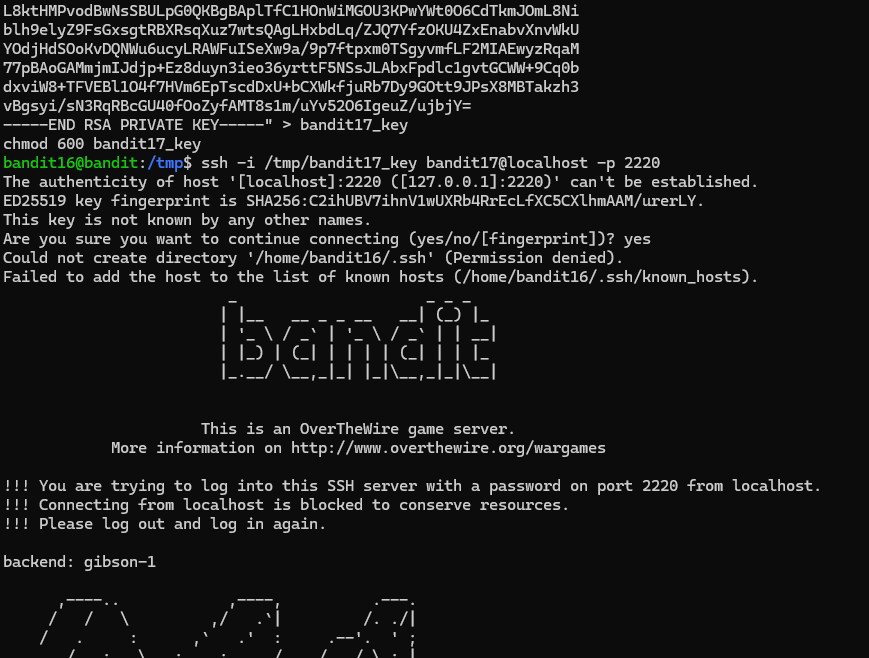 L8ktHMPvodBwNsSBULpG0QKBgBAplTfC1HOnWiMGOU3KPwYWt0O6CdTkmJOmL8Ni
blh9elyZ9FsGxsgtRBXRsqXuz7wtsQAgLHxbdLq/ZJQ7YfzOKU4ZxEnabvXnvWkU
YOdjHdSOoKvDQNWu6ucyLRAWFuISeXw9a/9p7ftpxm0TSgyvmfLF2MIAEwyzRqaM
77pBAoGAMmjmIJdjp+Ez8duyn3ieo36yrttF5NSsJLAbxFpdlc1gvtGCWW+9Cq0b
dxviW8+TFVEBl1O4f7HVm6EpTscdDxU+bCXWkfjuRb7Dy9GOtt9JPsX8MBTakzh3
vBgsyi/sN3RqRBcGU40fOoZyfAMT8s1m/uYv52O6IgeuZ/ujbjY=
-----END RSA PRIVATE KEY-----" > bandit17_key
chmod 600 bandit17_key
bandit16@bandit:/tmp$ ssh -i /tmp/bandit17_key bandit17@localhost -p 2220
The authenticity of host '[localhost]:2220 ([127.0.0.1]:2220)' can't be established.
ED25519 key fingerprint is SHA256:C2ihUBV7ihnV1wUXRb4RrEcLfXC5CXlhmAAM/urerLY.
This key is not known by any other names.
Are you sure you want to continue connecting (yes/no/[fingerprint])? yes
Could not create directory '/home/bandit16/.ssh' (Permission denied).
Failed to add the host to the list of known hosts (/home/bandit16/.ssh/known_hosts).
bandit
This is an OverTheWire game server.
More information on http://www.overthewire.org/wargames
!!! You are trying to log into this SSH server with a password on port 2220 from localhost.
!!! Connecting from localhost is blocked to conserve resources.
!!! Please log out and log in again.
backend: gibson-1